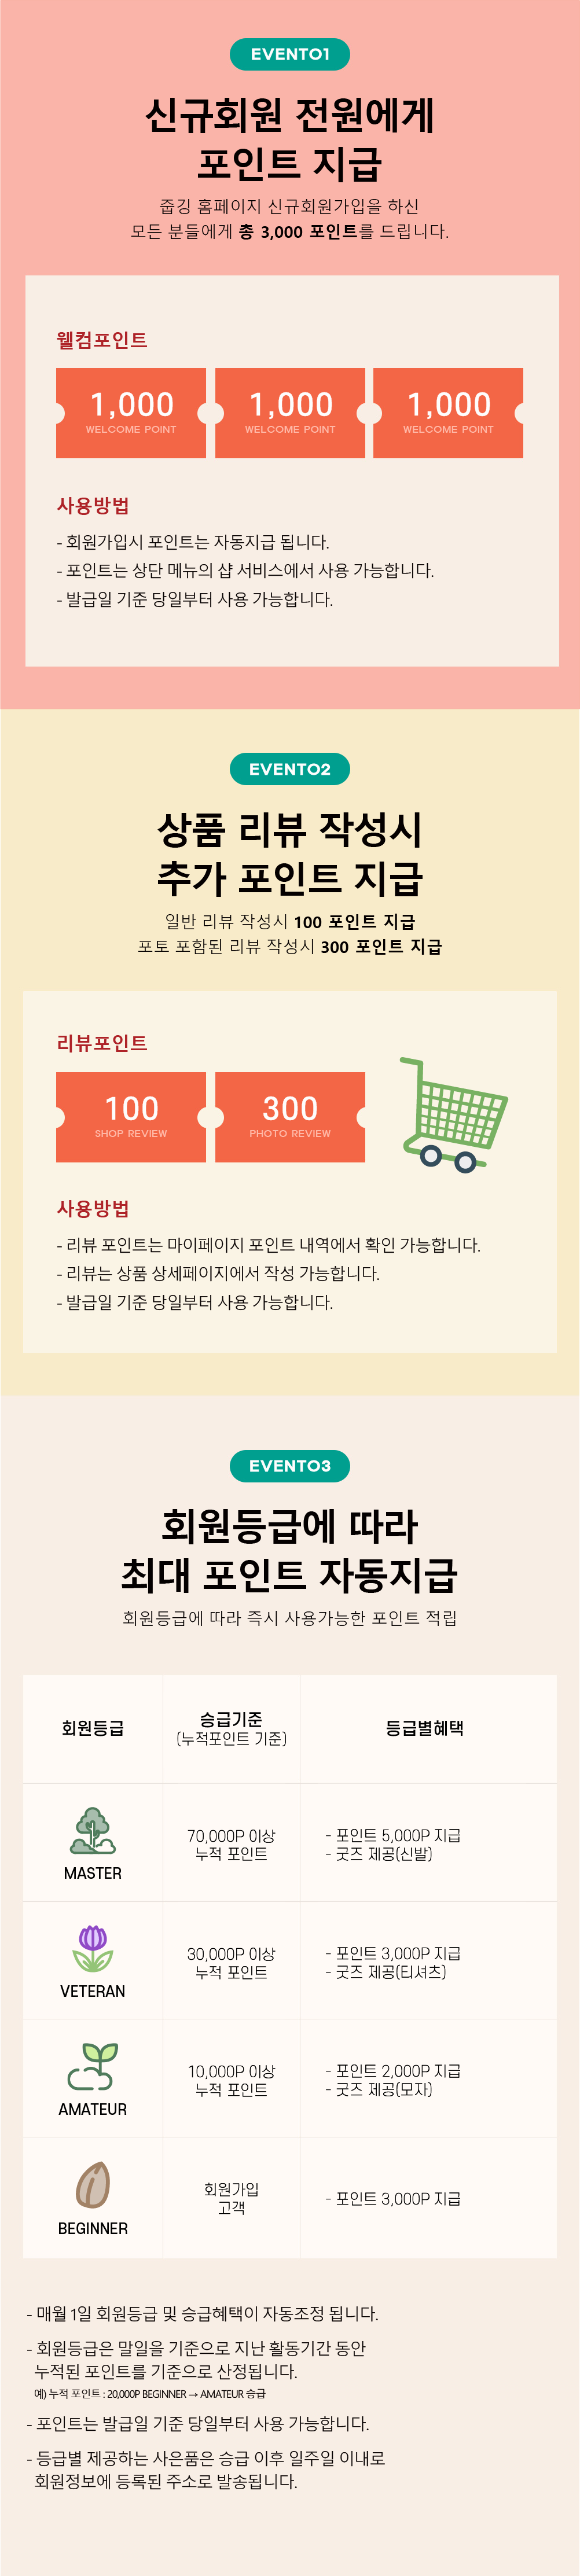 EVENT01
신규회원 전원에게
포인트 지급
줍깅 홈페이지 신규회원가입을 하신
모든 분들에게 총 3,000 포인트를 드립니다.
웰컴포인트
1,000
WELCOME POINT
1,000
WELCOME POINT
1,000
WELCOME POINT
사용방법
- 회원가입시 포인트는 자동지급 됩니다.
- 포인트는 상단 메뉴의 샵 서비스에서 사용 가능합니다.
- 발급일 기준 당일부터 사용 가능합니다.
EVENT02
상품 리뷰 작성시
추가 포인트 지급
일반 리뷰 작성시 100 포인트 지급
포토 포함된 리뷰 작성시 300 포인트 지급
리뷰포인트
100
SHOP REVIEW
300
PHOTO REVIEW
사용방법
- 리뷰 포인트는 마이페이지 포인트 내역에서 확인 가능합니다.
- 리뷰는 상품 상세페이지에서 작성 가능합니다.
- 발급일 기준 당일부터 사용 가능합니다.
EVENT03
회원등급에 따라
최대 포인트 자동지급
회원등급에 따라 즉시 사용가능한 포인트 적립
회원등급
승급기준
(누적포인트 기준)
등급별혜택
MASTER
70,000P 이상
누적 포인트
- 포인트 5,000P 지급
- 굿즈 제공(신발)
VETERAN
30,000P 이상
누적 포인트
- 포인트 3,000P 지급
- 굿즈 제공(티셔츠)
AMATEUR
10,000P 이상
누적 포인트
- 포인트 2,000P 지급
- 굿즈 제공(모자)
BEGINNER
회원가입
고객
- 포인트 3,000P 지급
- 매월 1일 회원등급 및 승급혜택이 자동조정 됩니다.
- 회원등급은 말일을 기준으로 지난 활동기간 동안
누적된 포인트를 기준으로 산정됩니다.
예) 누적 포인트 : 20,000P BEGINNER → AMATEUR 승급
- 포인트는 발급일 기준 당일부터 사용 가능합니다.
- 등급별 제공하는 사은품은 승급 이후 일주일 이내로
회원정보에 등록된 주소로 발송됩니다.